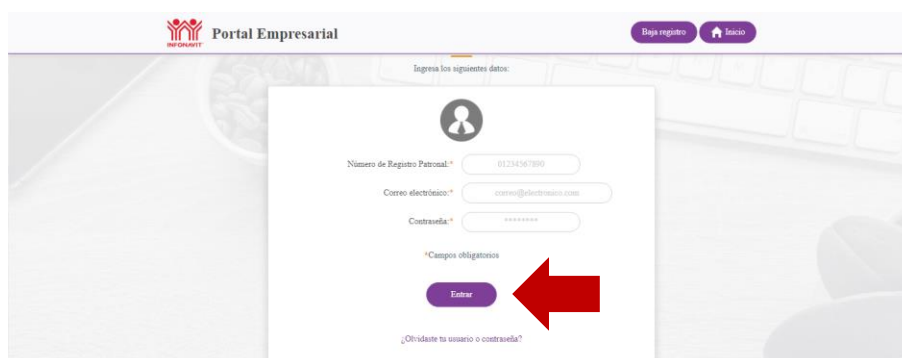 INFONAVIT
Portal Empresarial
Baja registro
Inicio
Ingresa los siguientes datos:
Número de Registro Patronal:* 01234567890
Correo electrónico:* correo@electronico.com
Contraseña:* ********
*Campos obligatorios
Entrar
¿Olvidaste tu usuario o contraseña?